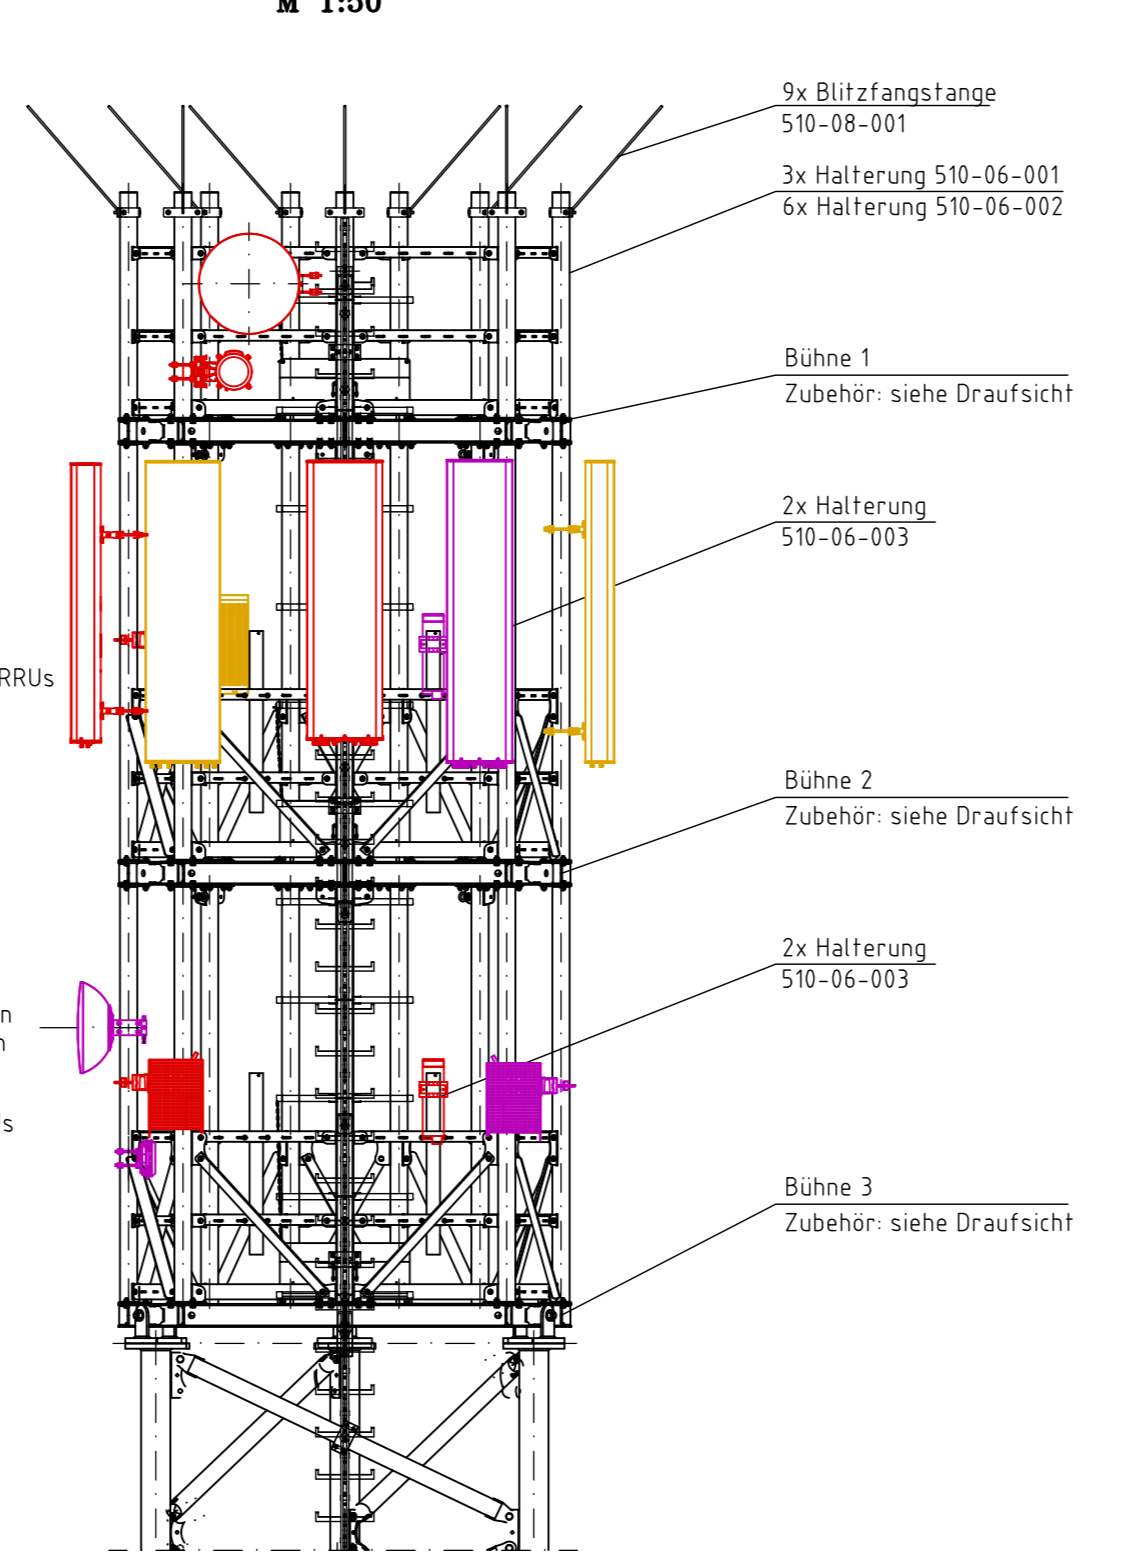 M 1:50
9x Blitzfangstange
510-08-001
3x Halterung 510-06-001
6x Halterung 510-06-002
Bühne 1
Zubehör: siehe Draufsicht
2x Halterung
510-06-003
RRUs
Bühne 2
Zubehör: siehe Draufsicht
2x Halterung
510-06-003
n
Bühne 3
Zubehör: siehe Draufsicht